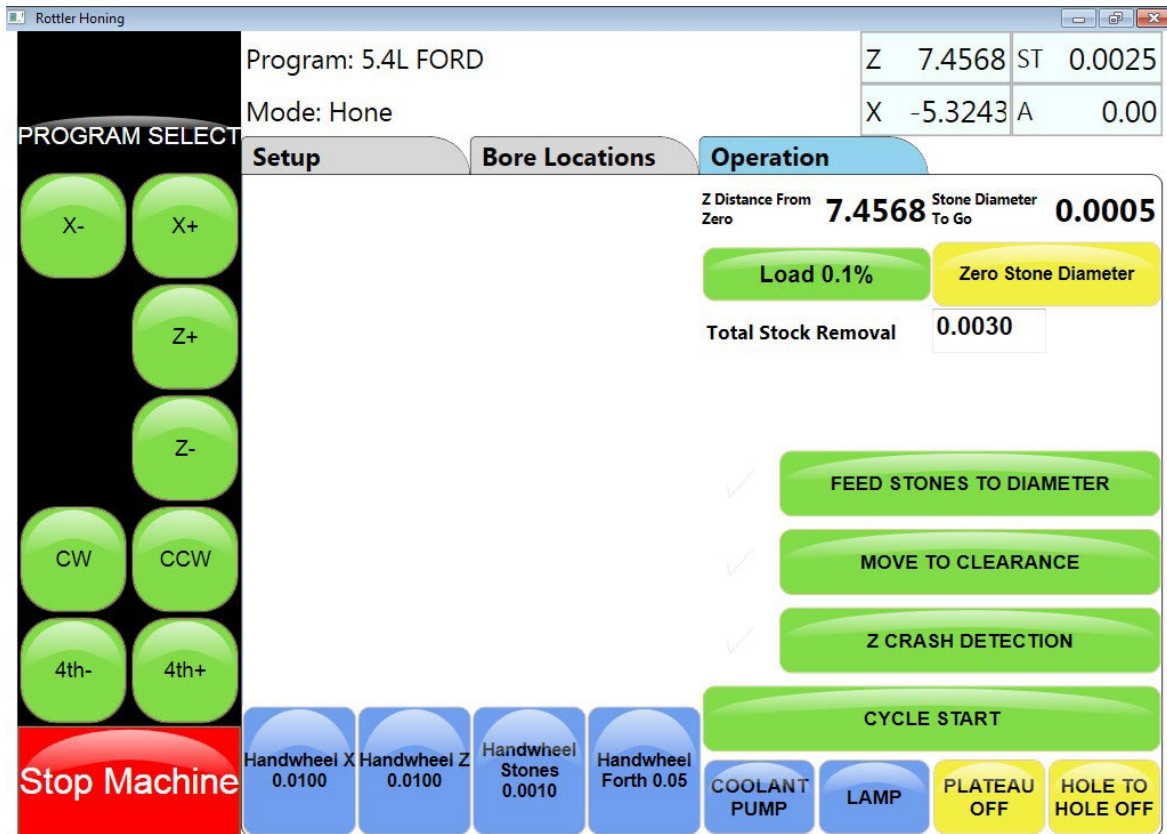 Rottler Honing
Program: 5.4L FORD
Z 7.4568 ST 0.0025
Mode: Hone
X -5.3243 A 0.00
PROGRAM SELECT
Setup
Bore Locations
Operation
Z Distance From
Zero
7.4568
Stone Diameter
To Go
0.0005
X-
X+
Load 0.1%
Zero Stone Diameter
Total Stock Removal
0.0030
Z+
Z-
FEED STONES TO DIAMETER
CW
CCW
MOVE TO CLEARANCE
Z CRASH DETECTION
4th-
4th+
CYCLE START
Stop Machine
Handwheel X
0.0100
Handwheel Z
0.0100
Handwheel
Stones
0.0010
Handwheel
Forth 0.05
COOLANT
PUMP
LAMP
PLATEAU
OFF
HOLE TO
HOLE OFF